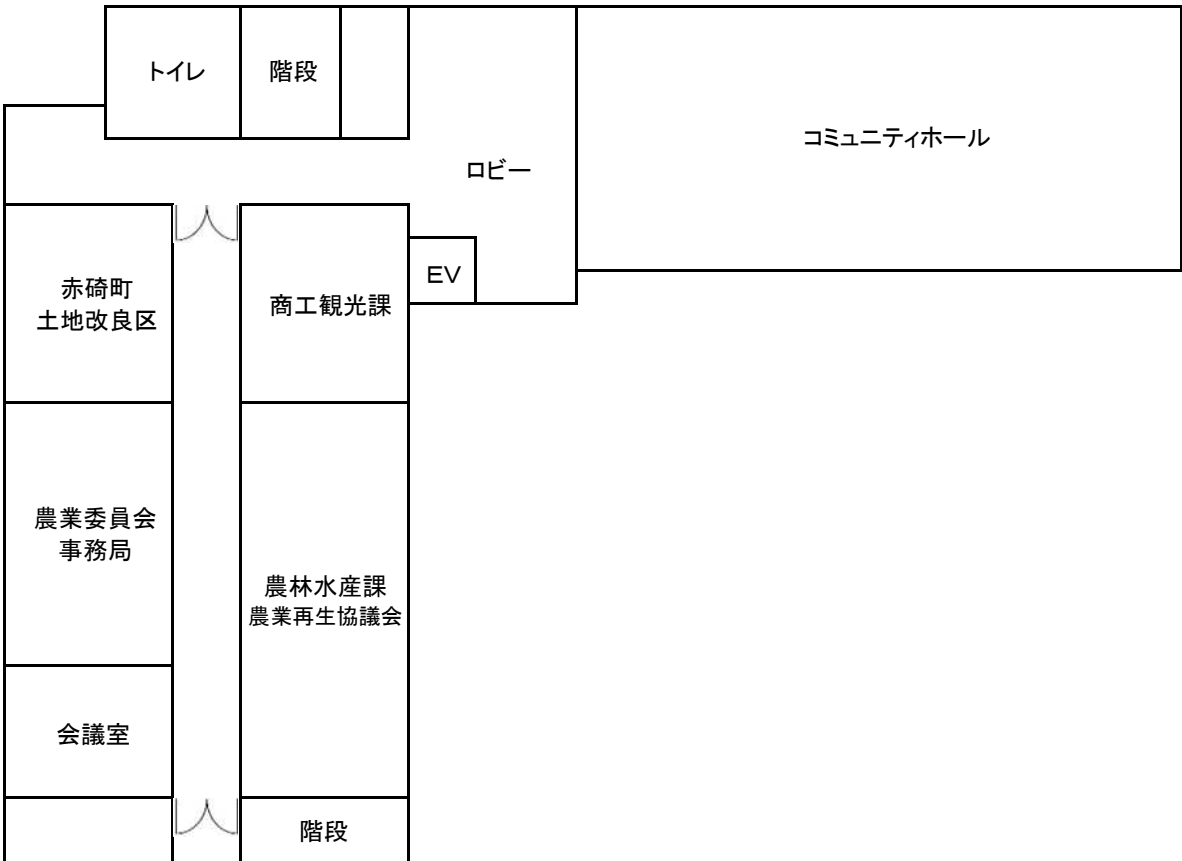 トイレ
階段
コミュニティホール
ロビー
EV
赤碕町
土地改良区
商工観光課
農業委員会
事務局
農林水産課
農業再生協議会
会議室
階段